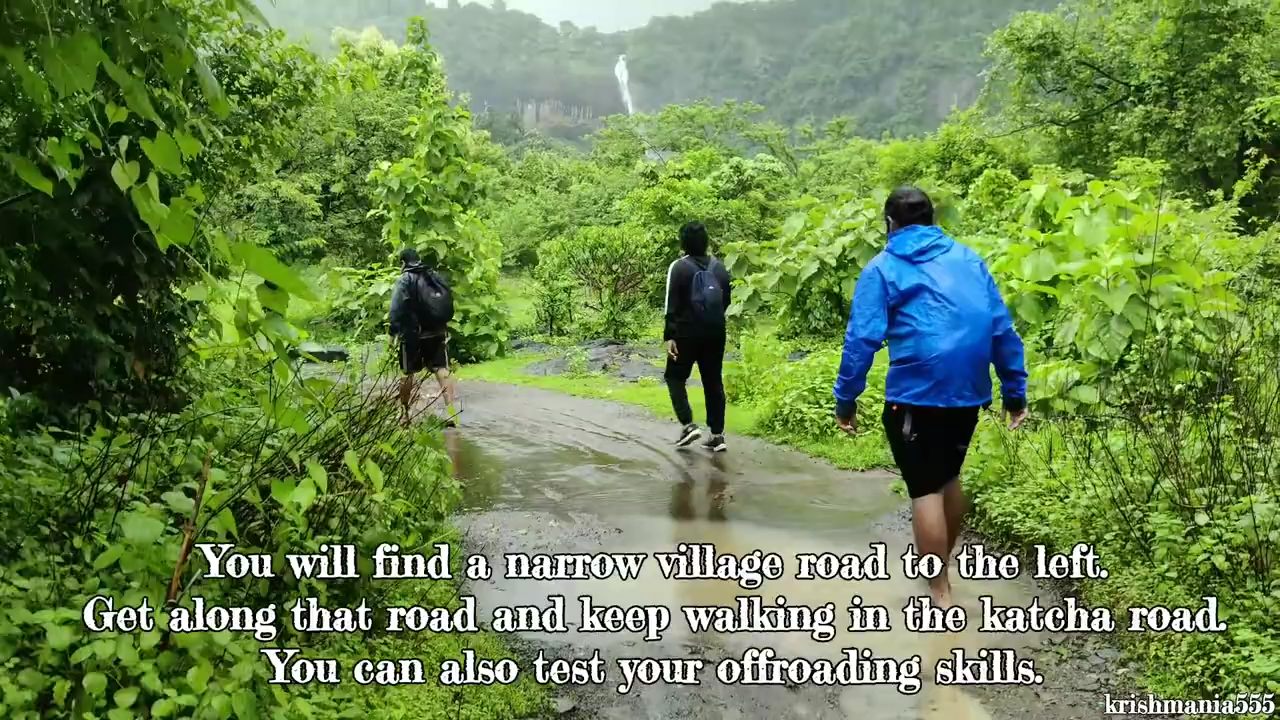 You will find a narrow village road to the left.
Get along that road and keep walking in the katcha road.
You can also test your offroading skills.
krishmania555